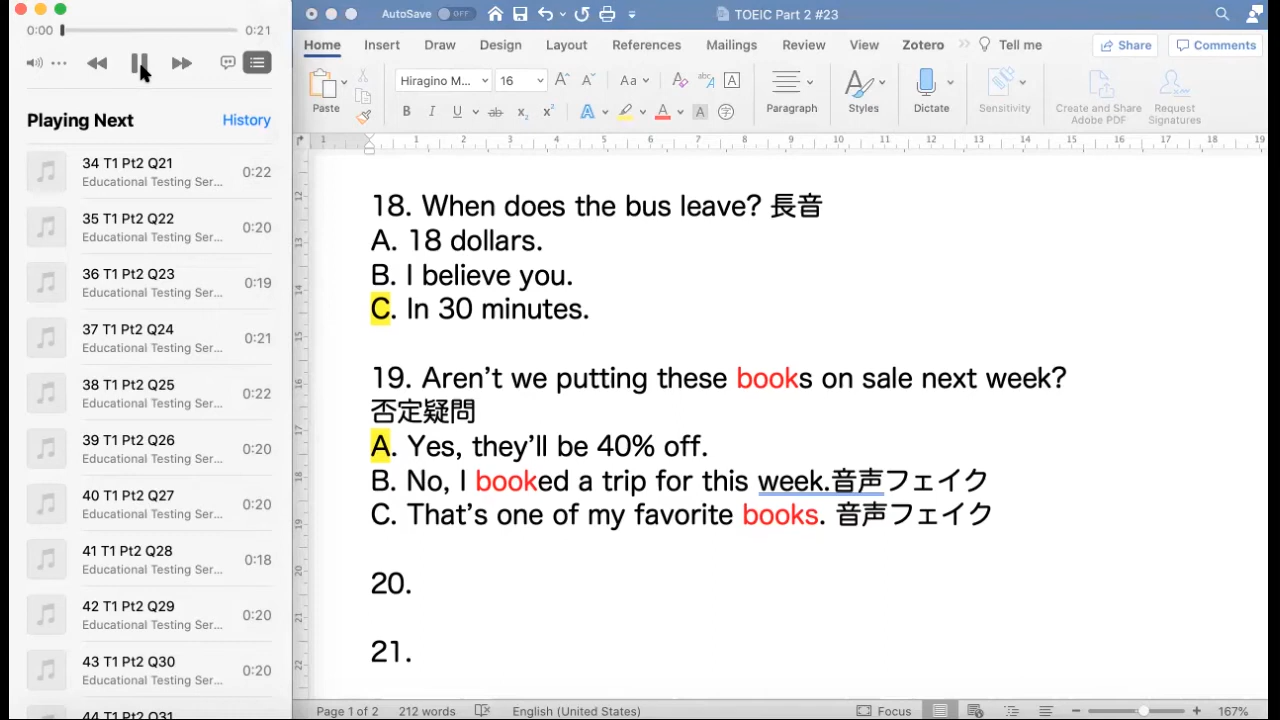 0:00
0:21
Playing Next
History
34 T1 Pt2 Q21
Educational Testing Ser...
0:22
35 T1 Pt2 Q22
Educational Testing Ser...
0:20
36 T1 Pt2 Q23
Educational Testing Ser...
0:19
37 T1 Pt2 Q24
Educational Testing Ser...
0:21
38 T1 Pt2 Q25
Educational Testing Ser...
0:22
39 T1 Pt2 Q26
Educational Testing Ser...
0:20
40 T1 Pt2 Q27
Educational Testing Ser...
0:20
41 T1 Pt2 Q28
Educational Testing Ser...
0:18
42 T1 Pt2 Q29
Educational Testing Ser...
0:20
43 T1 Pt2 Q30
Educational Testing Ser...
0:20
44 T1 Pt2 Q31
AutoSave OFF
TOEIC Part 2 #23
Home Insert Draw Design Layout References Mailings Review View Zotero Tell me Share Comments
Paste
Hiragino M...
16
Paragraph
Styles
Dictate
Sensitivity
Create and Share
Adobe PDF
Request
Signatures
18. When does the bus leave? 長音
A. 18 dollars.
B. I believe you.
C. In 30 minutes.
19. Aren't we putting these books on sale next week?
否定疑問
A. Yes, they'll be 40% off.
B. No, I booked a trip for this week.音声フェイク
C. That's one of my favorite books. 音声フェイク
20.
21.
Page 1 of 2 212 words English (United States) Focus 167%